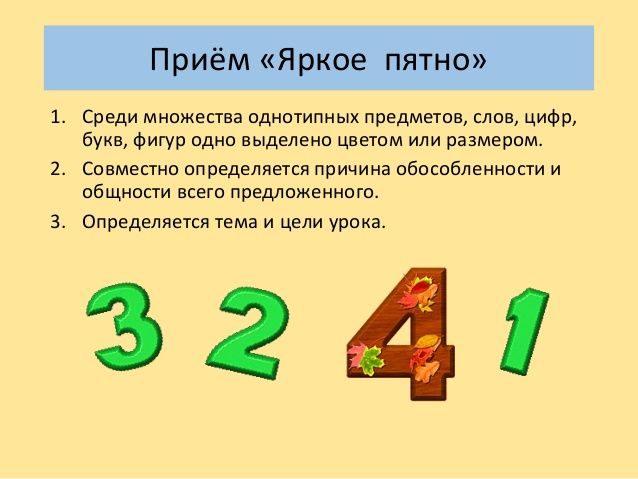 Приём «Яркое пятно»
1. Среди множества однотипных предметов, слов, цифр,
букв, фигур одно выделено цветом или размером.
2. Совместно определяется причина обособленности и
общности всего предложенного.
3. Определяется тема и цели урока.
3 2 4 1